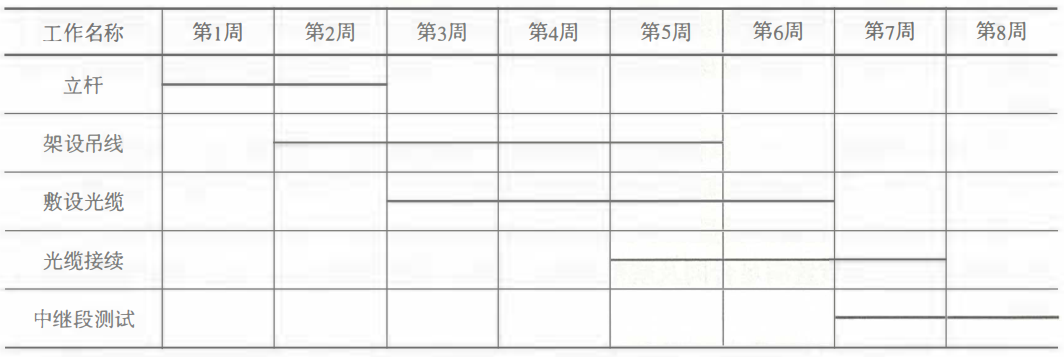 工作名称 第1周 第2周 第3周 第4周 第5周 第6周 第7周 第8周
立杆
架设吊线
敷设光缆
光缆接续
中继段测试